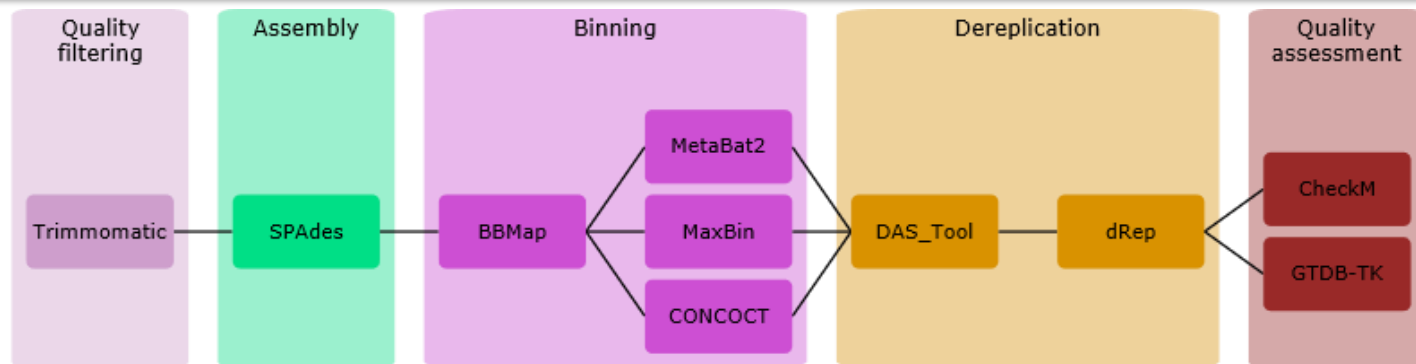 Quality
filtering
Assembly
Binning
Dereplication
Quality
assessment
Trimmomatic
SPAdes
BBMap
MetaBat2
MaxBin
CONCOCT
DAS_Tool
dRep
CheckM
GTDB-TK